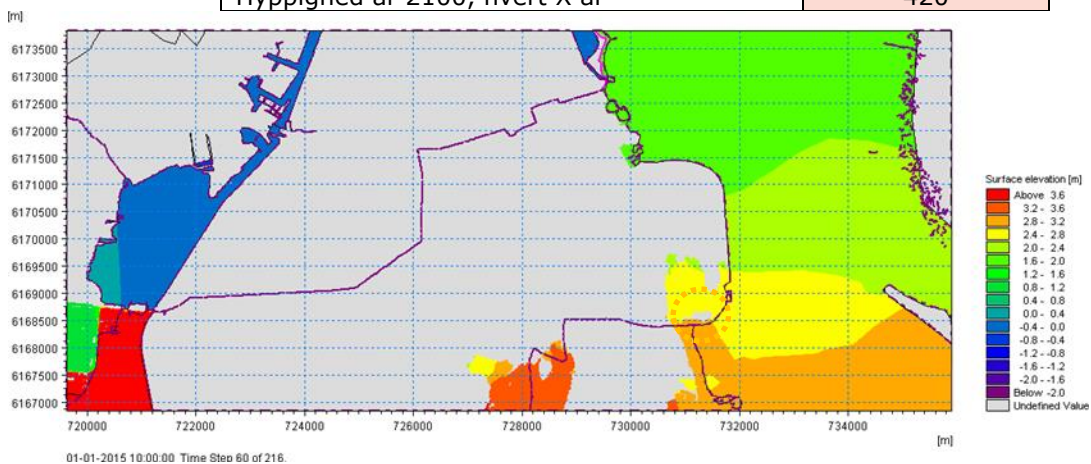 Hyppighed år 2100, hvert X år 420
[m]
6173500
6173000
6172500
6172000
6171500
6171000
6170500
6170000
6169500
6169000
6168500
6168000
6167500
6167000
720000 722000 724000 726000 728000 730000 732000 734000
[m]
01-01-2015 10:00:00 Time Step 60 of 216.
Surface elevation [m]
Above 3.6
3.2 - 3.6
2.8 - 3.2
2.4 - 2.8
2.0 - 2.4
1.6 - 2.0
1.2 - 1.6
0.8 - 1.2
0.4 - 0.8
0.0 - 0.4
-0.4 - 0.0
-0.8 - -0.4
-1.2 - -0.8
-1.6 - -1.2
-2.0 - -1.6
Below -2.0
Undefined Value